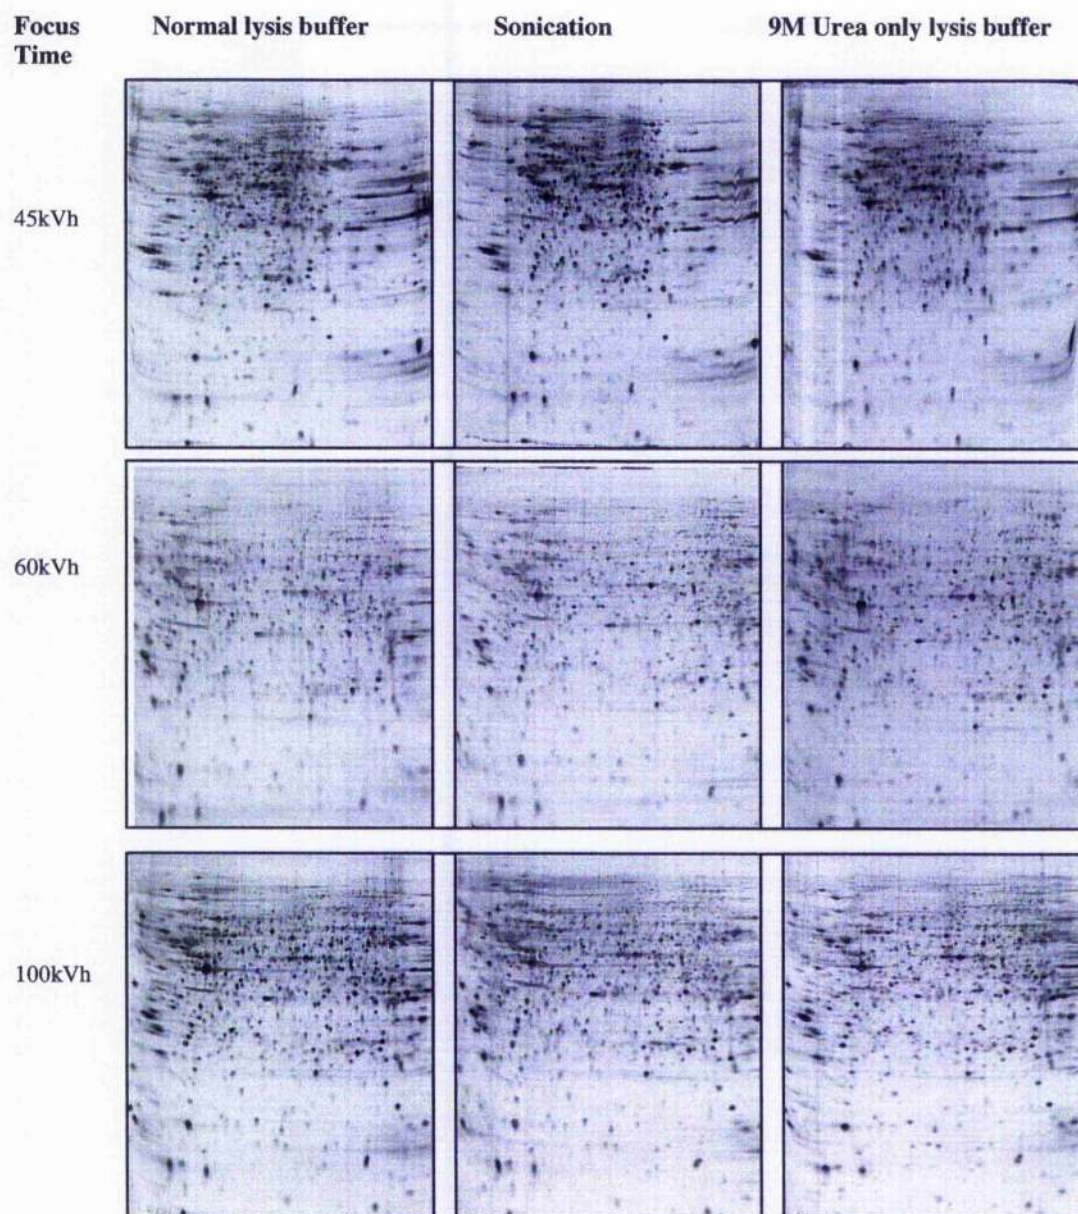 Focus Time
Normal lysis buffer
Sonication
9M Urea only lysis buffer
45kVh
60kVh
100kVh